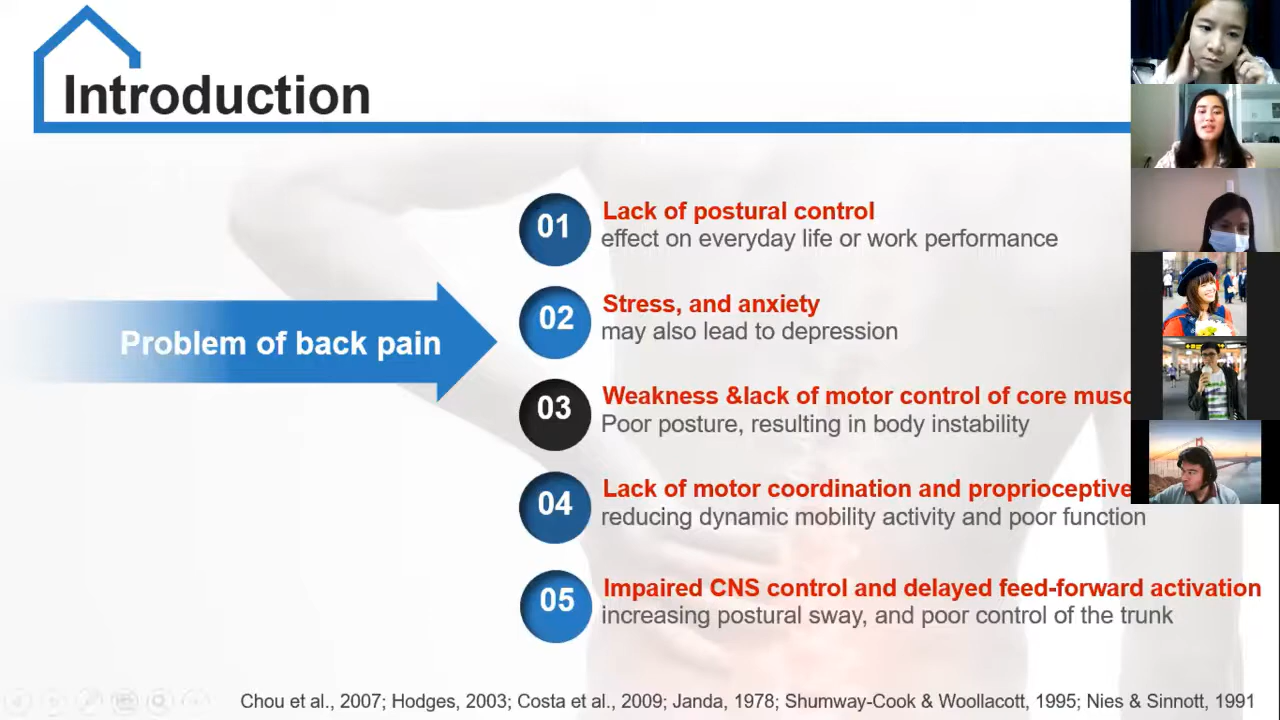 Introduction
Problem of back pain
01
Lack of postural control
effect on everyday life or work performance
02
Stress, and anxiety
may also lead to depression
03
Weakness &lack of motor control of core musc
Poor posture, resulting in body instability
04
Lack of motor coordination and proprioceptive
reducing dynamic mobility activity and poor function
05
Impaired CNS control and delayed feed-forward activation
increasing postural sway, and poor control of the trunk
Chou et al., 2007; Hodges, 2003; Costa et al., 2009; Janda, 1978; Shumway-Cook & Woollacott, 1995; Nies & Sinnott, 1991